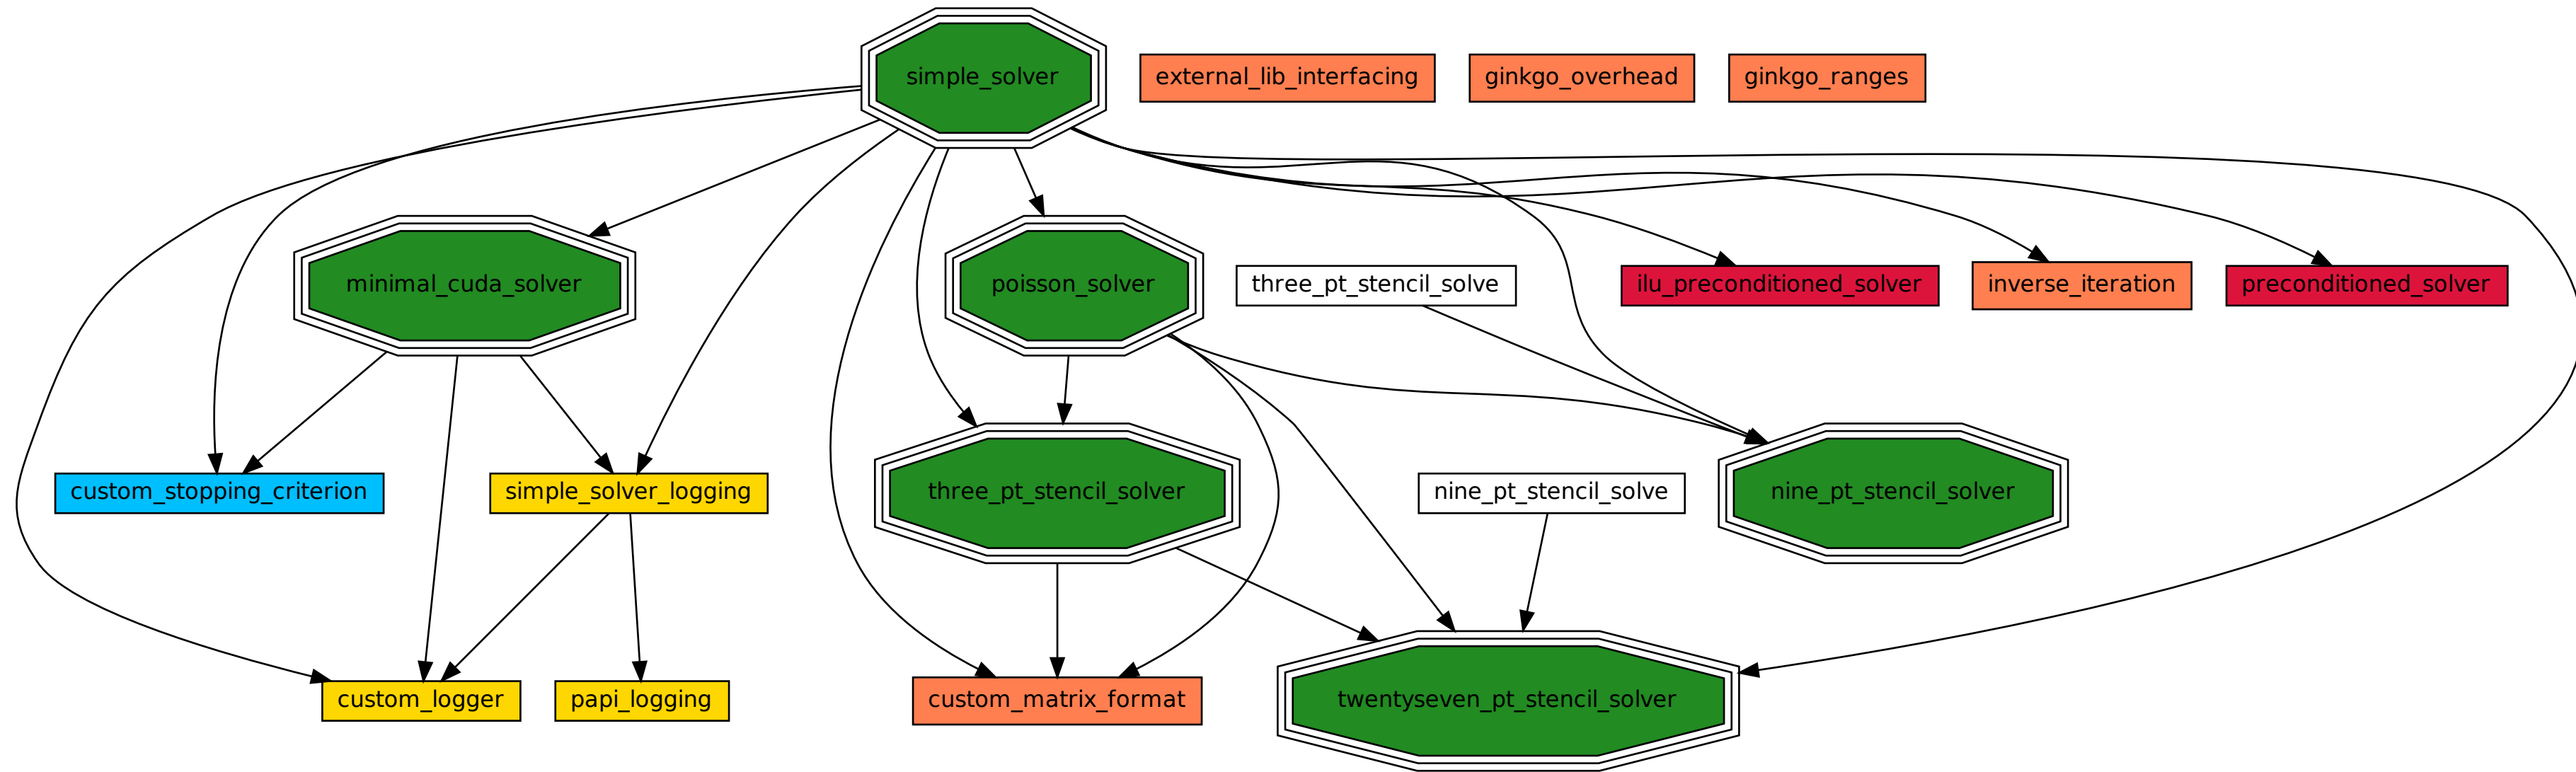 simple_solver
external_lib_interfacing
ginkgo_overhead
ginkgo_ranges
minimal_cuda_solver
poisson_solver
three_pt_stencil_solve
ilu_preconditioned_solver
inverse_iteration
preconditioned_solver
custom_stopping_criterion
simple_solver_logging
three_pt_stencil_solver
nine_pt_stencil_solve
nine_pt_stencil_solver
custom_logger
papi_logging
custom_matrix_format
twentyseven_pt_stencil_solver